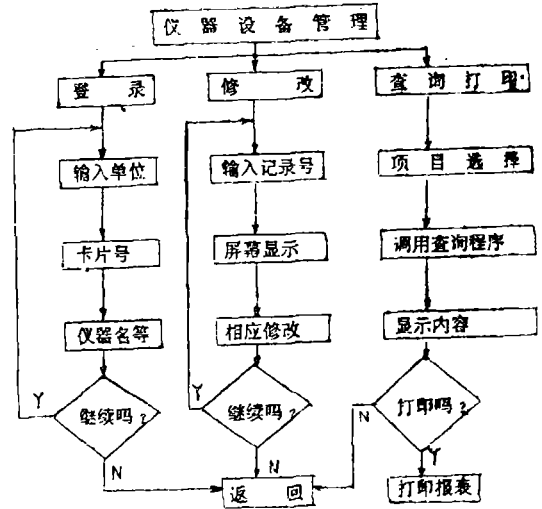 仪器设备管理
登录 修改 查询打印
输入单位 输入记录号 项目选择
卡片号 屏幕显示 调用查询程序
仪器名等 相应修改 显示内容
Y 继续吗? Y 继续吗? N 打印吗?
N N Y
返回 打印报表